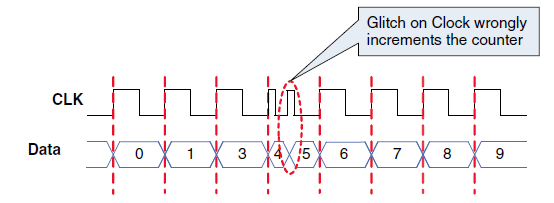 Glitch on Clock wrongly
increments the counter
CLK
Data 0 1 3 4 5 6 7 8 9